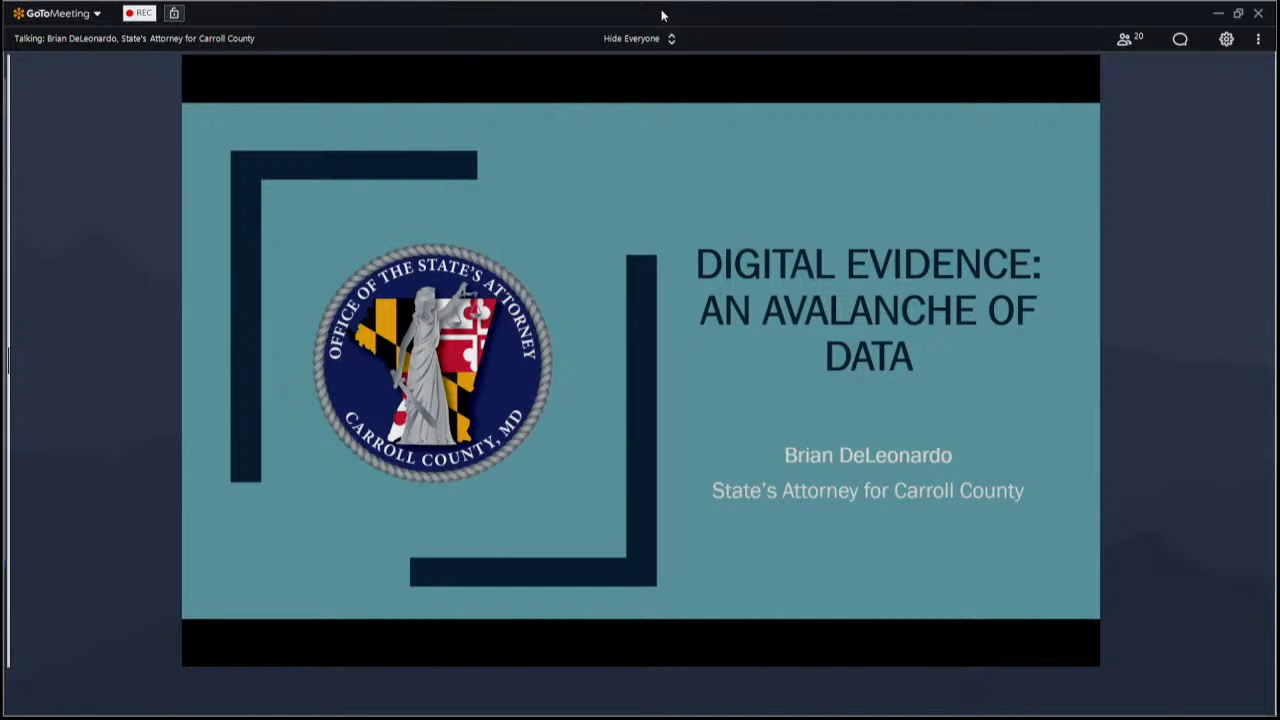 GoToMeeting
REC
Talking: Brian DeLeonardo, State's Attorney for Carroll County
Hide Everyone
20
OFFICE OF THE STATE'S ATTORNEY
CARROLL COUNTY, MD
DIGITAL EVIDENCE:
AN AVALANCHE OF
DATA
Brian DeLeonardo
State's Attorney for Carroll County